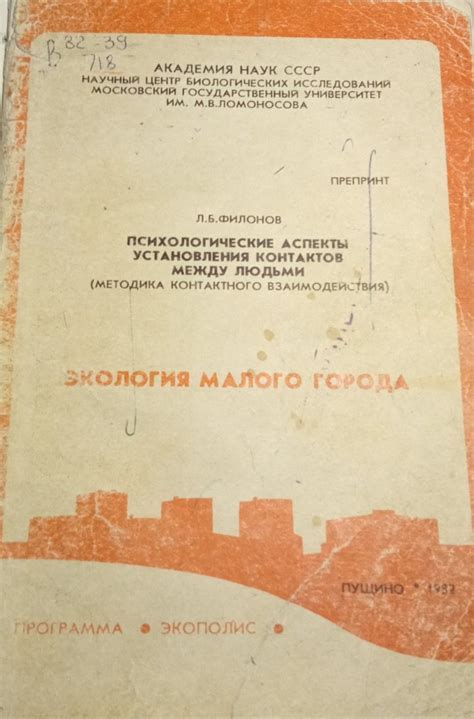 В 82-39
718
АКАДЕМИЯ НАУК СССР
НАУЧНЫЙ ЦЕНТР БИОЛОГИЧЕСКИХ ИССЛЕДОВАНИЙ
МОСКОВСКИЙ ГОСУДАРСТВЕННЫЙ УНИВЕРСИТЕТ
ИМ. М.В.ЛОМОНОСОВА
ПРЕПРИНТ
Л.Б.ФИЛОНОВ
ПСИХОЛОГИЧЕСКИЕ АСПЕКТЫ
УСТАНОВЛЕНИЯ КОНТАКТОВ
МЕЖДУ ЛЮДЬМИ
(МЕТОДИКА КОНТАКТНОГО ВЗАИМОДЕЙСТВИЯ)
ЭКОЛОГИЯ МАЛОГО ГОРОДА
ПУЩИНО • 1982
ПРОГРАММА • ЭКОПОЛИС •